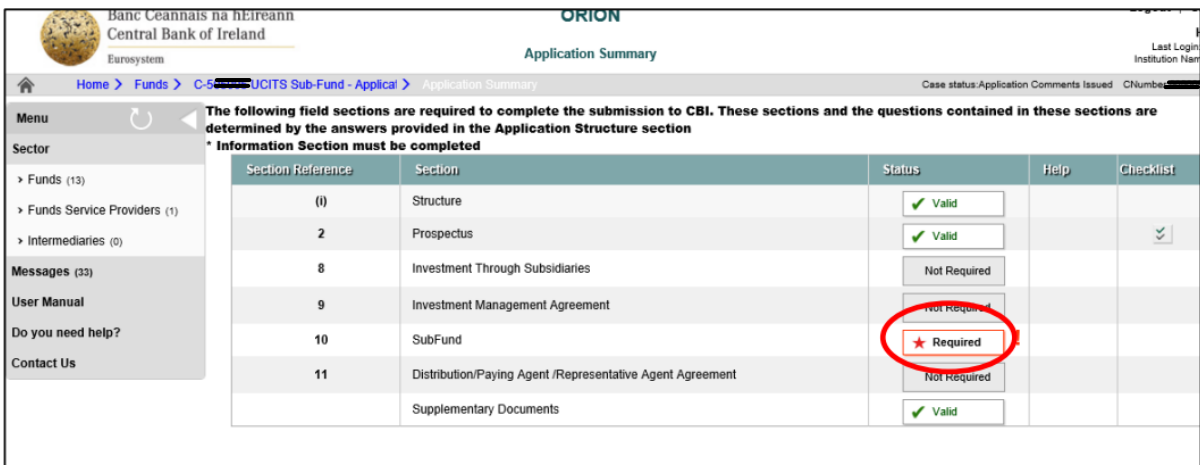 Banc Ceannais na hEireann
Central Bank of Ireland
Eurosystem
ORION
Application Summary
Last Login
Institution Nam
Home > Funds > C-5 UCITS Sub-Fund - Applicat > Application Summary
Case status:Application Comments Issued CNumber
Menu
Sector
> Funds (13)
> Funds Service Providers (1)
> Intermediaries (0)
Messages (33)
User Manual
Do you need help?
Contact Us
The following field sections are required to complete the submission to CBI. These sections and the questions contained in these sections are
determined by the answers provided in the Application Structure section
* Information Section must be completed
Section Reference Section Status Help Checklist
(i) Structure Valid
2 Prospectus Valid
8 Investment Through Subsidiaries Not Required
9 Investment Management Agreement Not Required
10 SubFund Required
11 Distribution/Paying Agent /Representative Agent Agreement Not Required
Supplementary Documents Valid